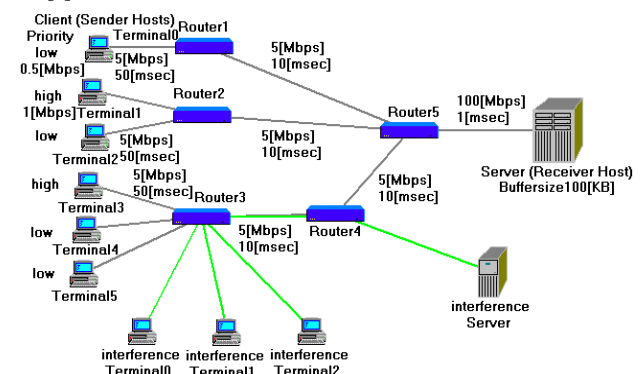 Client (Sender Hosts)
Router1
Priority
Terminal0
low
0.5[Mbps]
5[Mbps]
50[msec]
5[Mbps]
10[msec]
high
1[Mbps]
Terminal1
Router2
Router5
100[Mbps]
1[msec]
low
Terminal2
5[Mbps]
50[msec]
5[Mbps]
10[msec]
Server (Receiver Host)
Buffersize100[KB]
high
Terminal3
5[Mbps]
50[msec]
Router3
5[Mbps]
10[msec]
low
Terminal4
5[Mbps]
10[msec]
Router4
low
Terminal5
interference
Server
interference
Terminal0
interference
Terminal1
interference
Terminal2